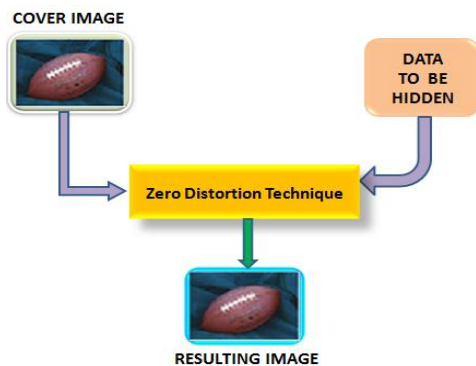 COVER IMAGE
DATA
TO BE
HIDDEN
Zero Distortion Technique
RESULTING IMAGE